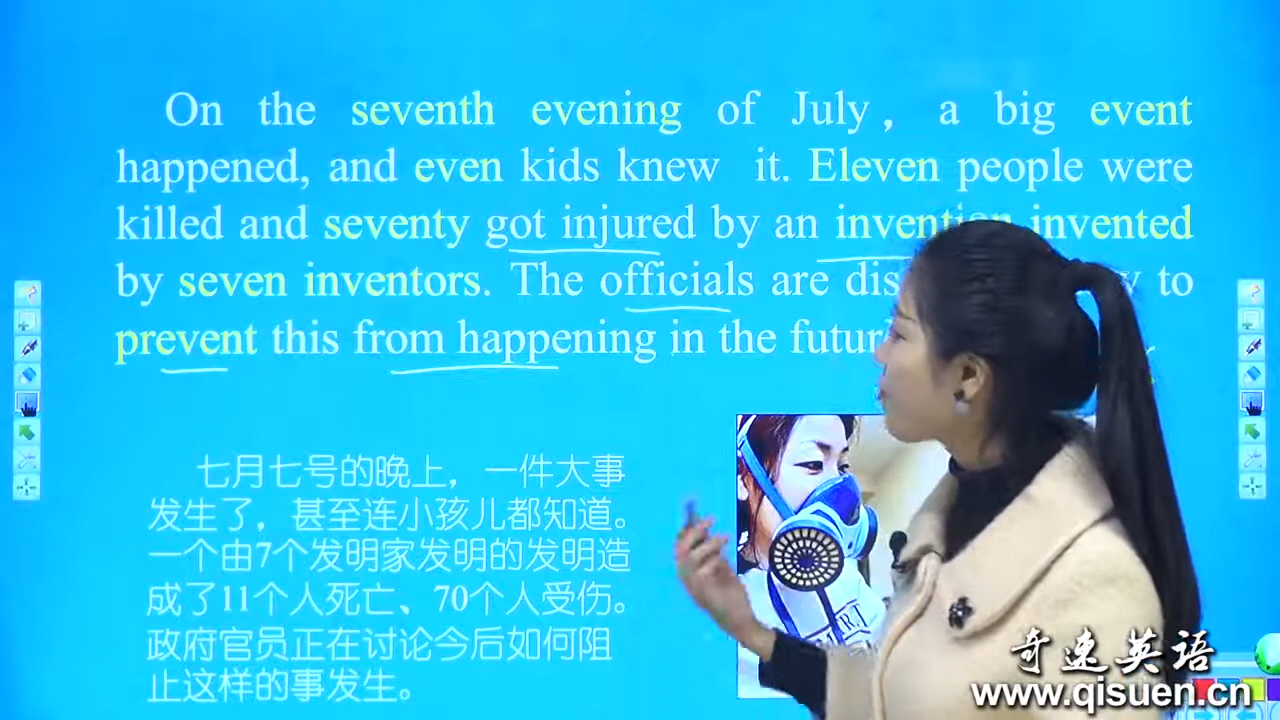 On the seventh evening of July, a big event
happened, and even kids knew it. Eleven people were
killed and seventy got injured by an invention invented
by seven inventors. The officials are to
prevent this from happening in the
七月七号的晚上，一件大事
发生了，甚至连小孩儿都知道。
一个由7个发明家发明的发明造
成了11个人死亡、70个人受伤。
政府官员正在讨论今后如何阻
止这样的事发生。
奇速英语
www.qisuen.cn